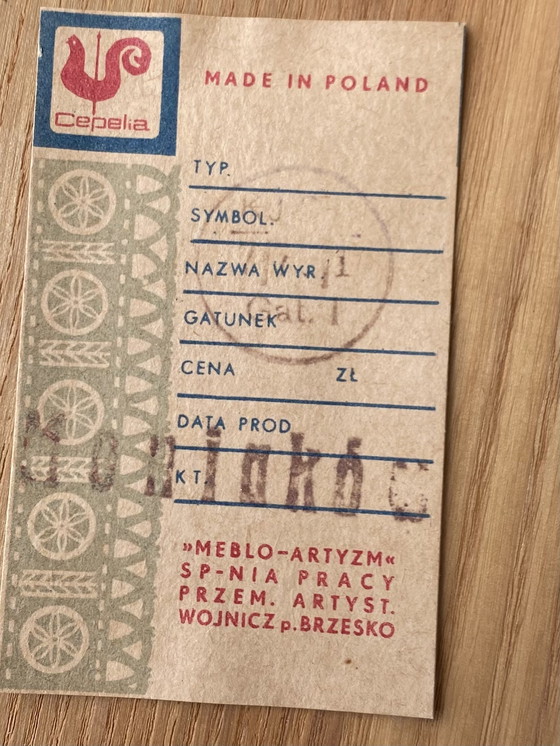 Cepelia
MADE IN POLAND
TYP.
SYMBOL.
NAZWA WYR.
GATUNEK
Gat. I
CENA ZŁ
DATA PROD
KT.
»MEBLO-ARTYZM«
SP-NIA PRACY
PRZEM. ARTYST.
WOJNICZ p. BRZESKO